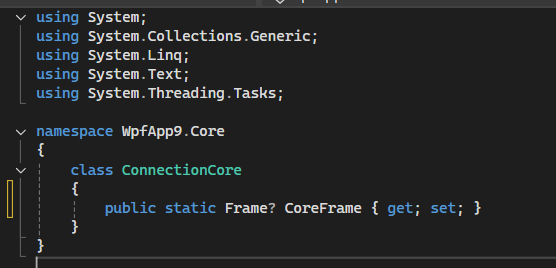 using System;
using System.Collections.Generic;
using System.Linq;
using System.Text;
using System.Threading.Tasks;
namespace WpfApp9.Core
{
class ConnectionCore
{
public static Frame? CoreFrame { get; set; }
}
}